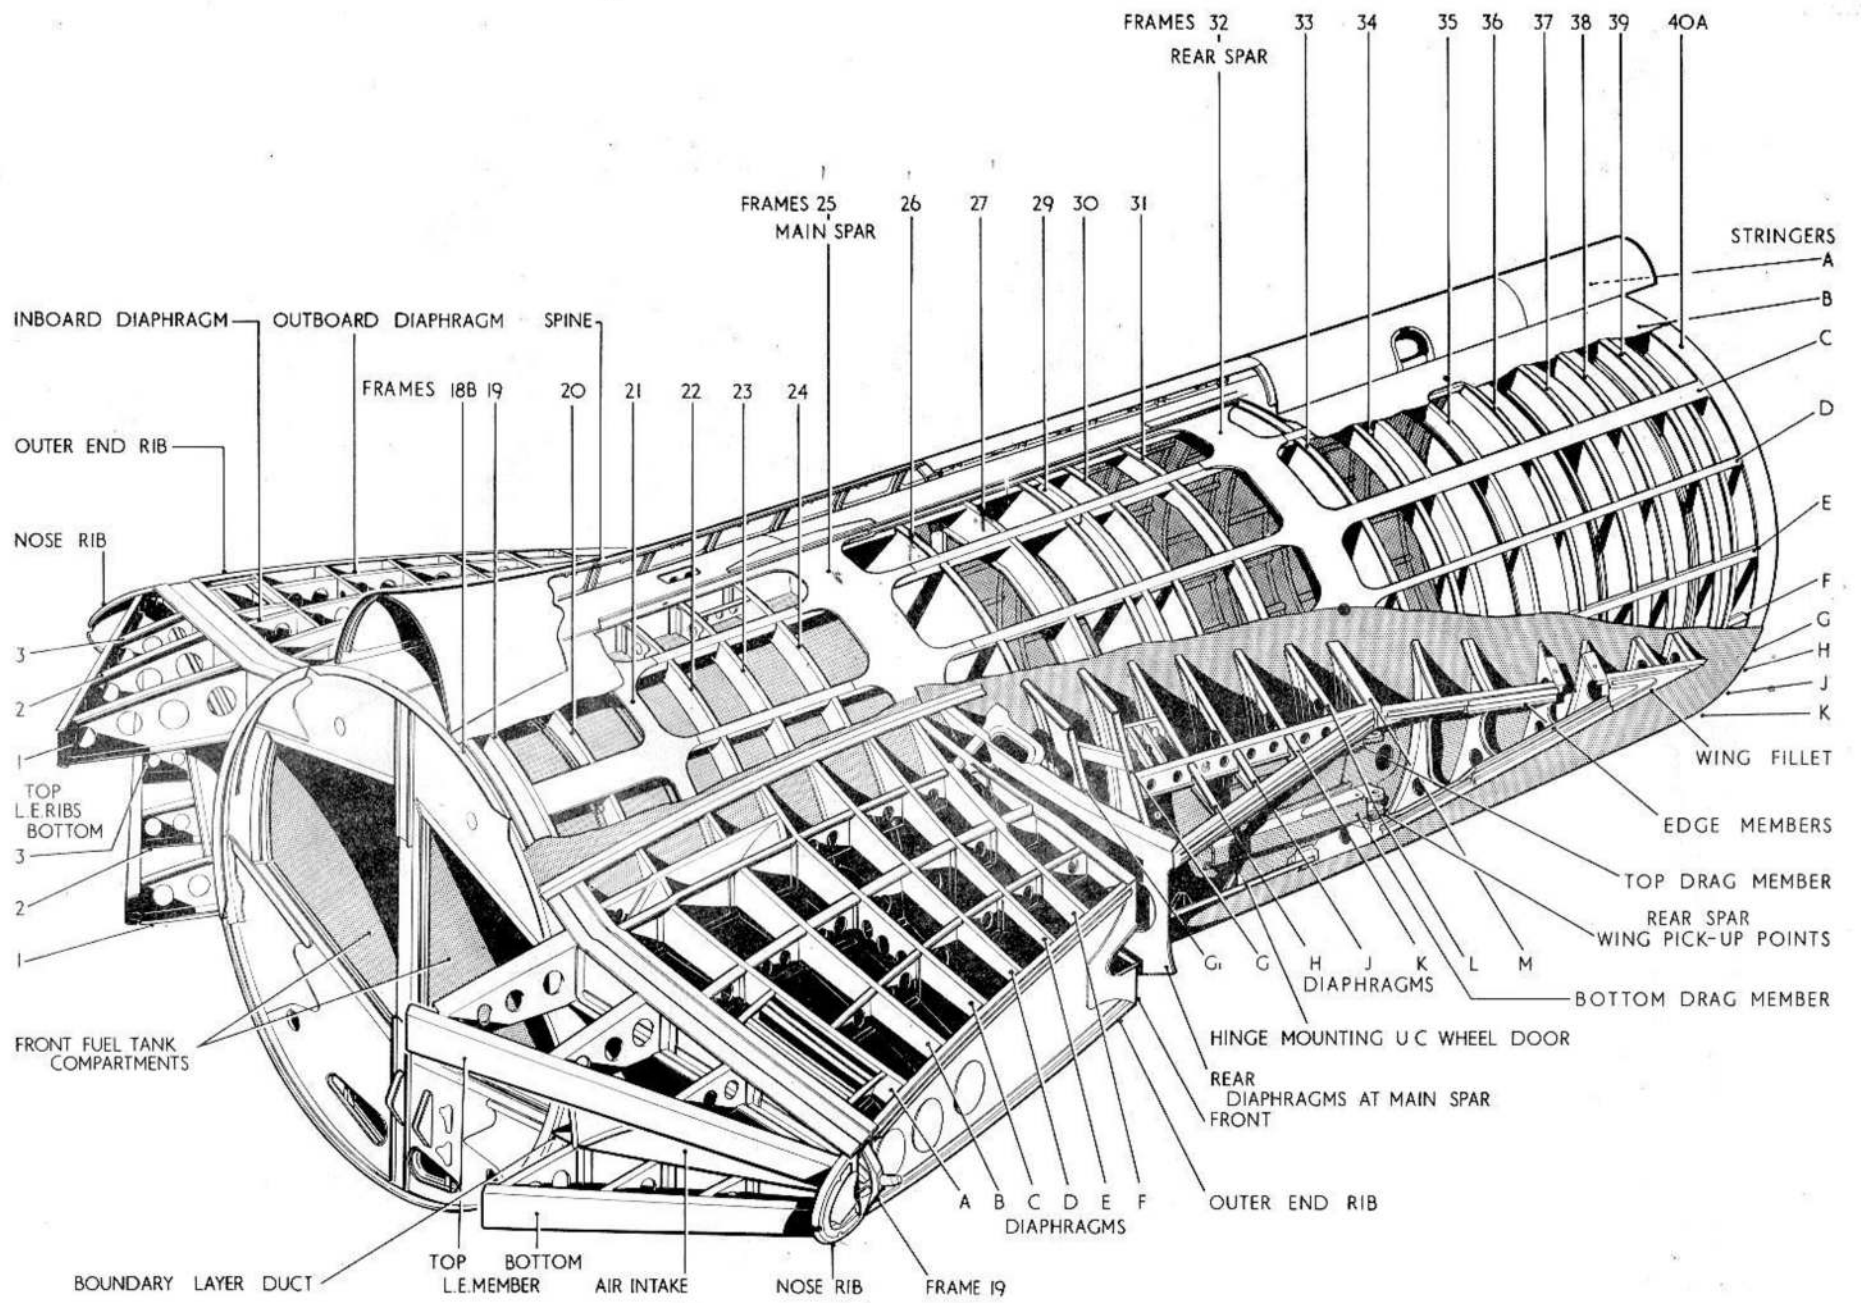 FRAMES 32 33 34 35 36 37 38 39 40A
REAR SPAR
FRAMES 25 26 27 29 30 31
MAIN SPAR
STRINGERS
A
B
C
D
E
F
G
H
J
K
INBOARD DIAPHRAGM OUTBOARD DIAPHRAGM SPINE
FRAMES 18B 19 20 21 22 23 24
OUTER END RIB
NOSE RIB
3
2
1
TOP
L.E.RIBS
BOTTOM
3
2
1
FRONT FUEL TANK
COMPARTMENTS
WING FILLET
EDGE MEMBERS
TOP DRAG MEMBER
REAR SPAR
WING PICK-UP POINTS
G1 G H J K L M
DIAPHRAGMS
BOTTOM DRAG MEMBER
HINGE MOUNTING U C WHEEL DOOR
REAR
DIAPHRAGMS AT MAIN SPAR
FRONT
A B C D E F
DIAPHRAGMS
OUTER END RIB
TOP BOTTOM
L.E.MEMBER
BOUNDARY LAYER DUCT
AIR INTAKE
NOSE RIB
FRAME 19